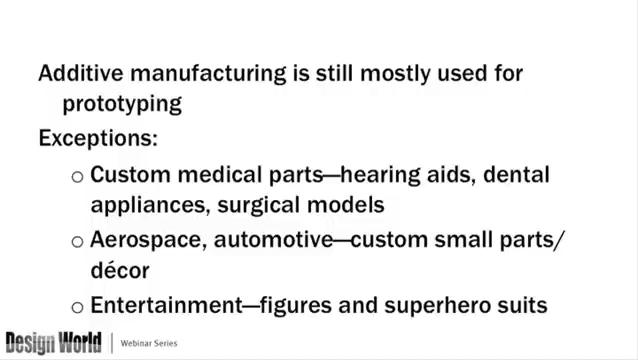 Additive manufacturing is still mostly used for
prototyping
Exceptions:
○ Custom medical parts—hearing aids, dental
appliances, surgical models
○ Aerospace, automotive—custom small parts/
décor
○ Entertainment—figures and superhero suits
Design World | Webinar Series